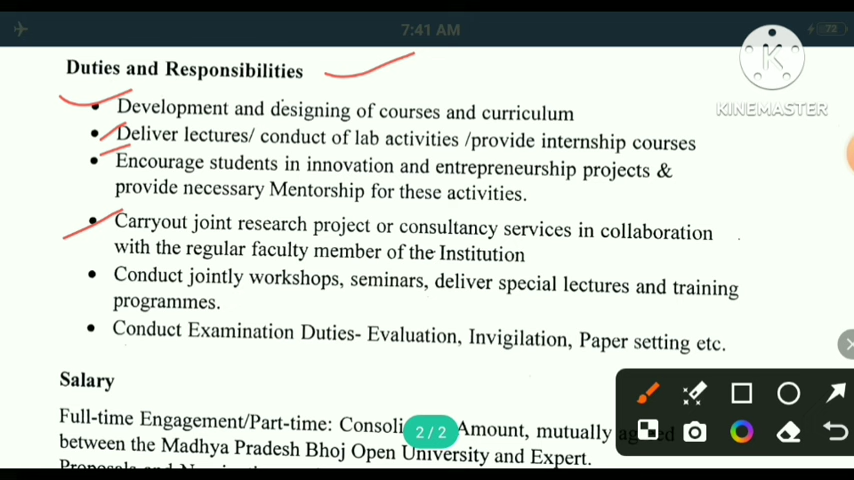 7:41 AM
72
Duties and Responsibilities
K
KINEMASTER
• Development and designing of courses and curriculum
• Deliver lectures/ conduct of lab activities /provide internship courses
• Encourage students in innovation and entrepreneurship projects &
provide necessary Mentorship for these activities.
• Carryout joint research project or consultancy services in collaboration
with the regular faculty member of the Institution
• Conduct jointly workshops, seminars, deliver special lectures and training
programmes.
• Conduct Examination Duties- Evaluation, Invigilation, Paper setting etc.
Salary
Full-time Engagement/Part-time: Amount, mutually
2 / 2
between the Madhya Pradesh Bhoj Open University and Expert.